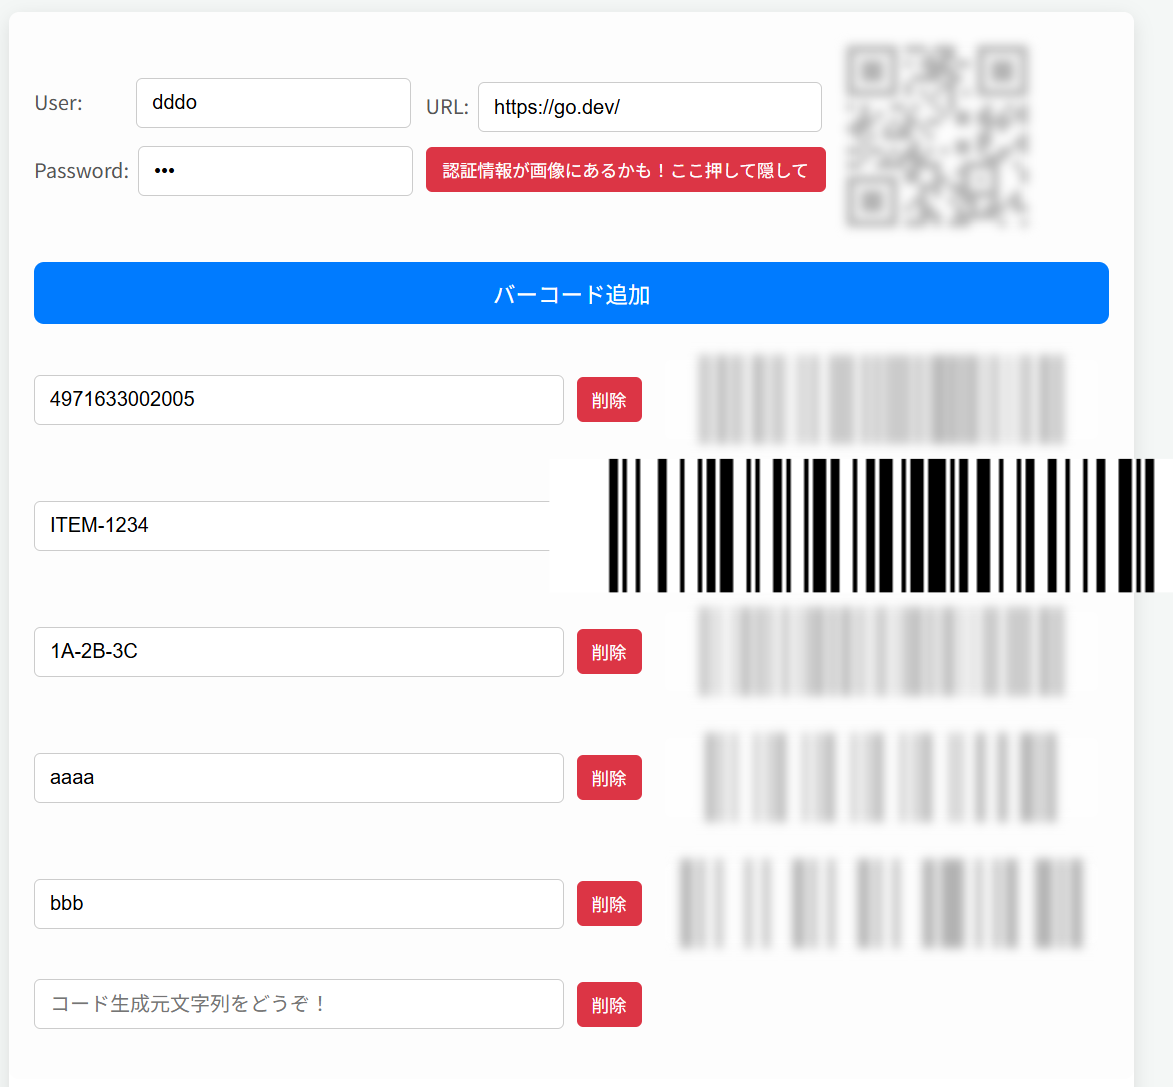 User:
dddo
URL:
https://go.dev/
Password:
•••
認証情報が画像にあるかも！ここ押して隠して
バーコード追加
4971633002005
削除
ITEM-1234
1A-2B-3C
削除
aaaa
削除
bbb
削除
コード生成元文字列をどうぞ！
削除